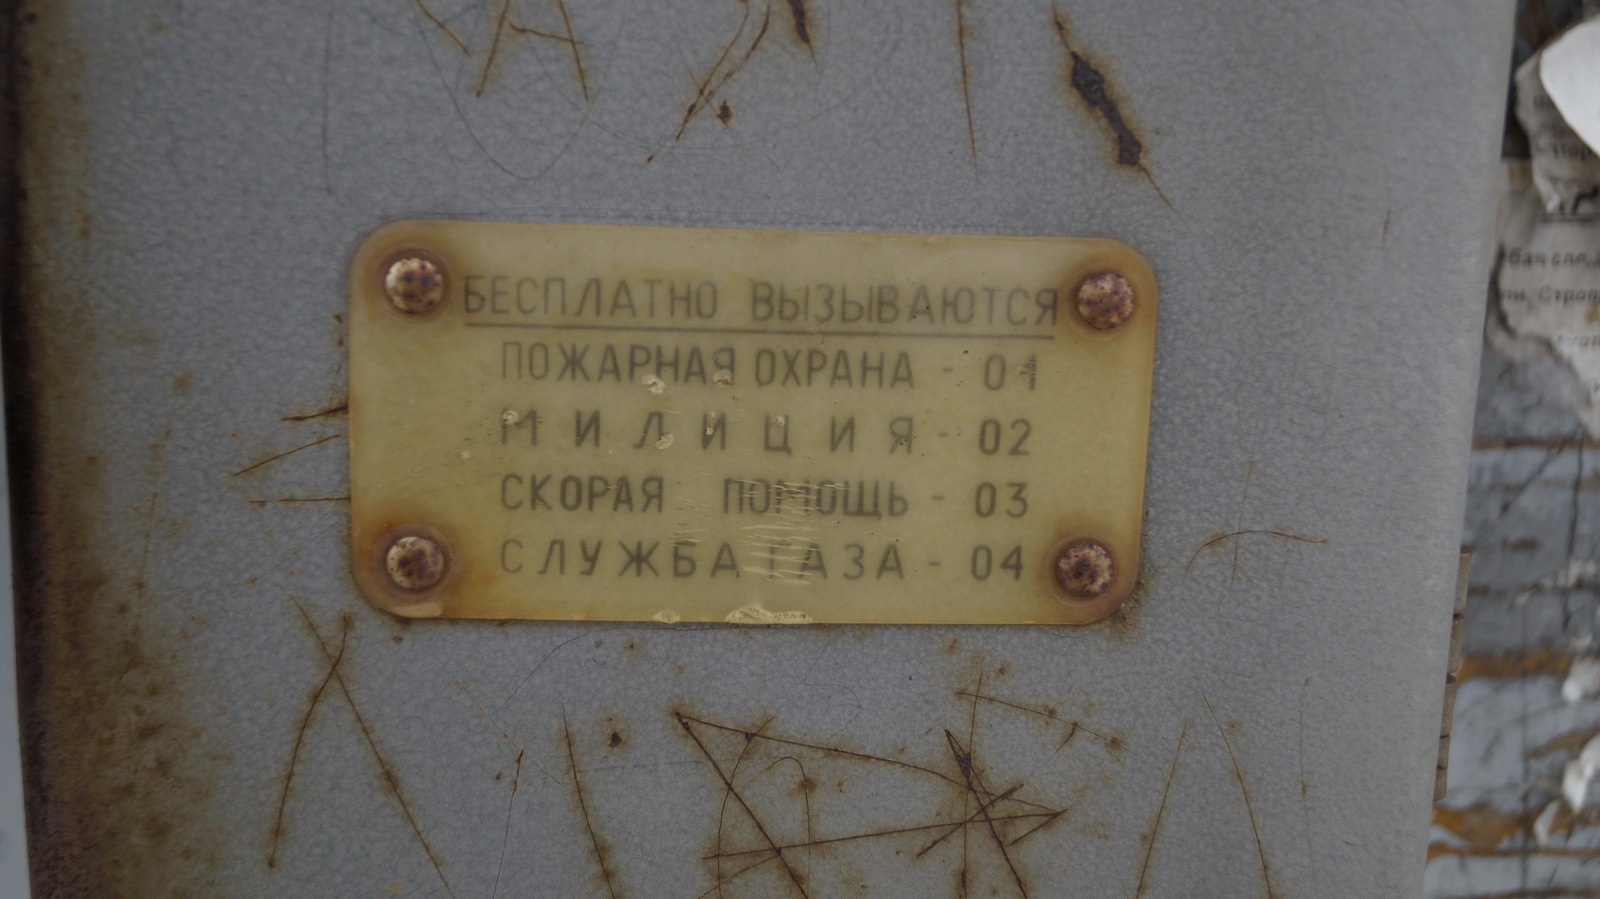 БЕСПЛАТНО ВЫЗЫВАЮТСЯ
ПОЖАРНАЯ ОХРАНА - 01
МИЛИЦИЯ - 02
СКОРАЯ ПОМОЩЬ - 03
СЛУЖБА ГАЗА - 04